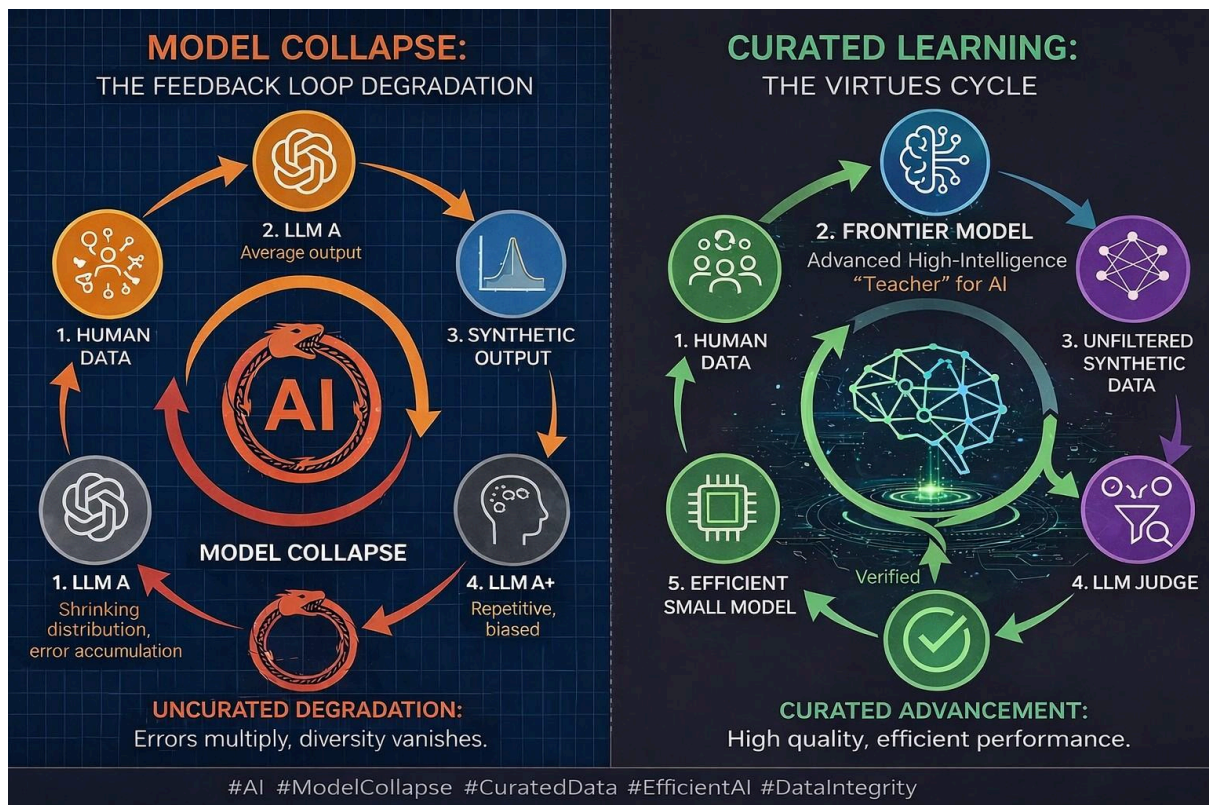 MODEL COLLAPSE:
THE FEEDBACK LOOP DEGRADATION
2. LLM A
Average output
1. HUMAN
DATA
3. SYNTHETIC
OUTPUT
AI
MODEL COLLAPSE
1. LLM A
Shrinking
distribution,
error accumulation
4. LLM A+
Repetitive,
biased
UNCURATED DEGRADATION:
Errors multiply, diversity vanishes.
CURATED LEARNING:
THE VIRTUES CYCLE
2. FRONTIER MODEL
Advanced High-Intelligence
“Teacher” for AI
1. HUMAN
DATA
3. UNFILTERED
SYNTHETIC
DATA
5. EFFICIENT
SMALL MODEL
Verified
4. LLM JUDGE
CURATED ADVANCEMENT:
High quality, efficient performance.
#AI #ModelCollapse #CuratedData #EfficientAI #DataIntegrity